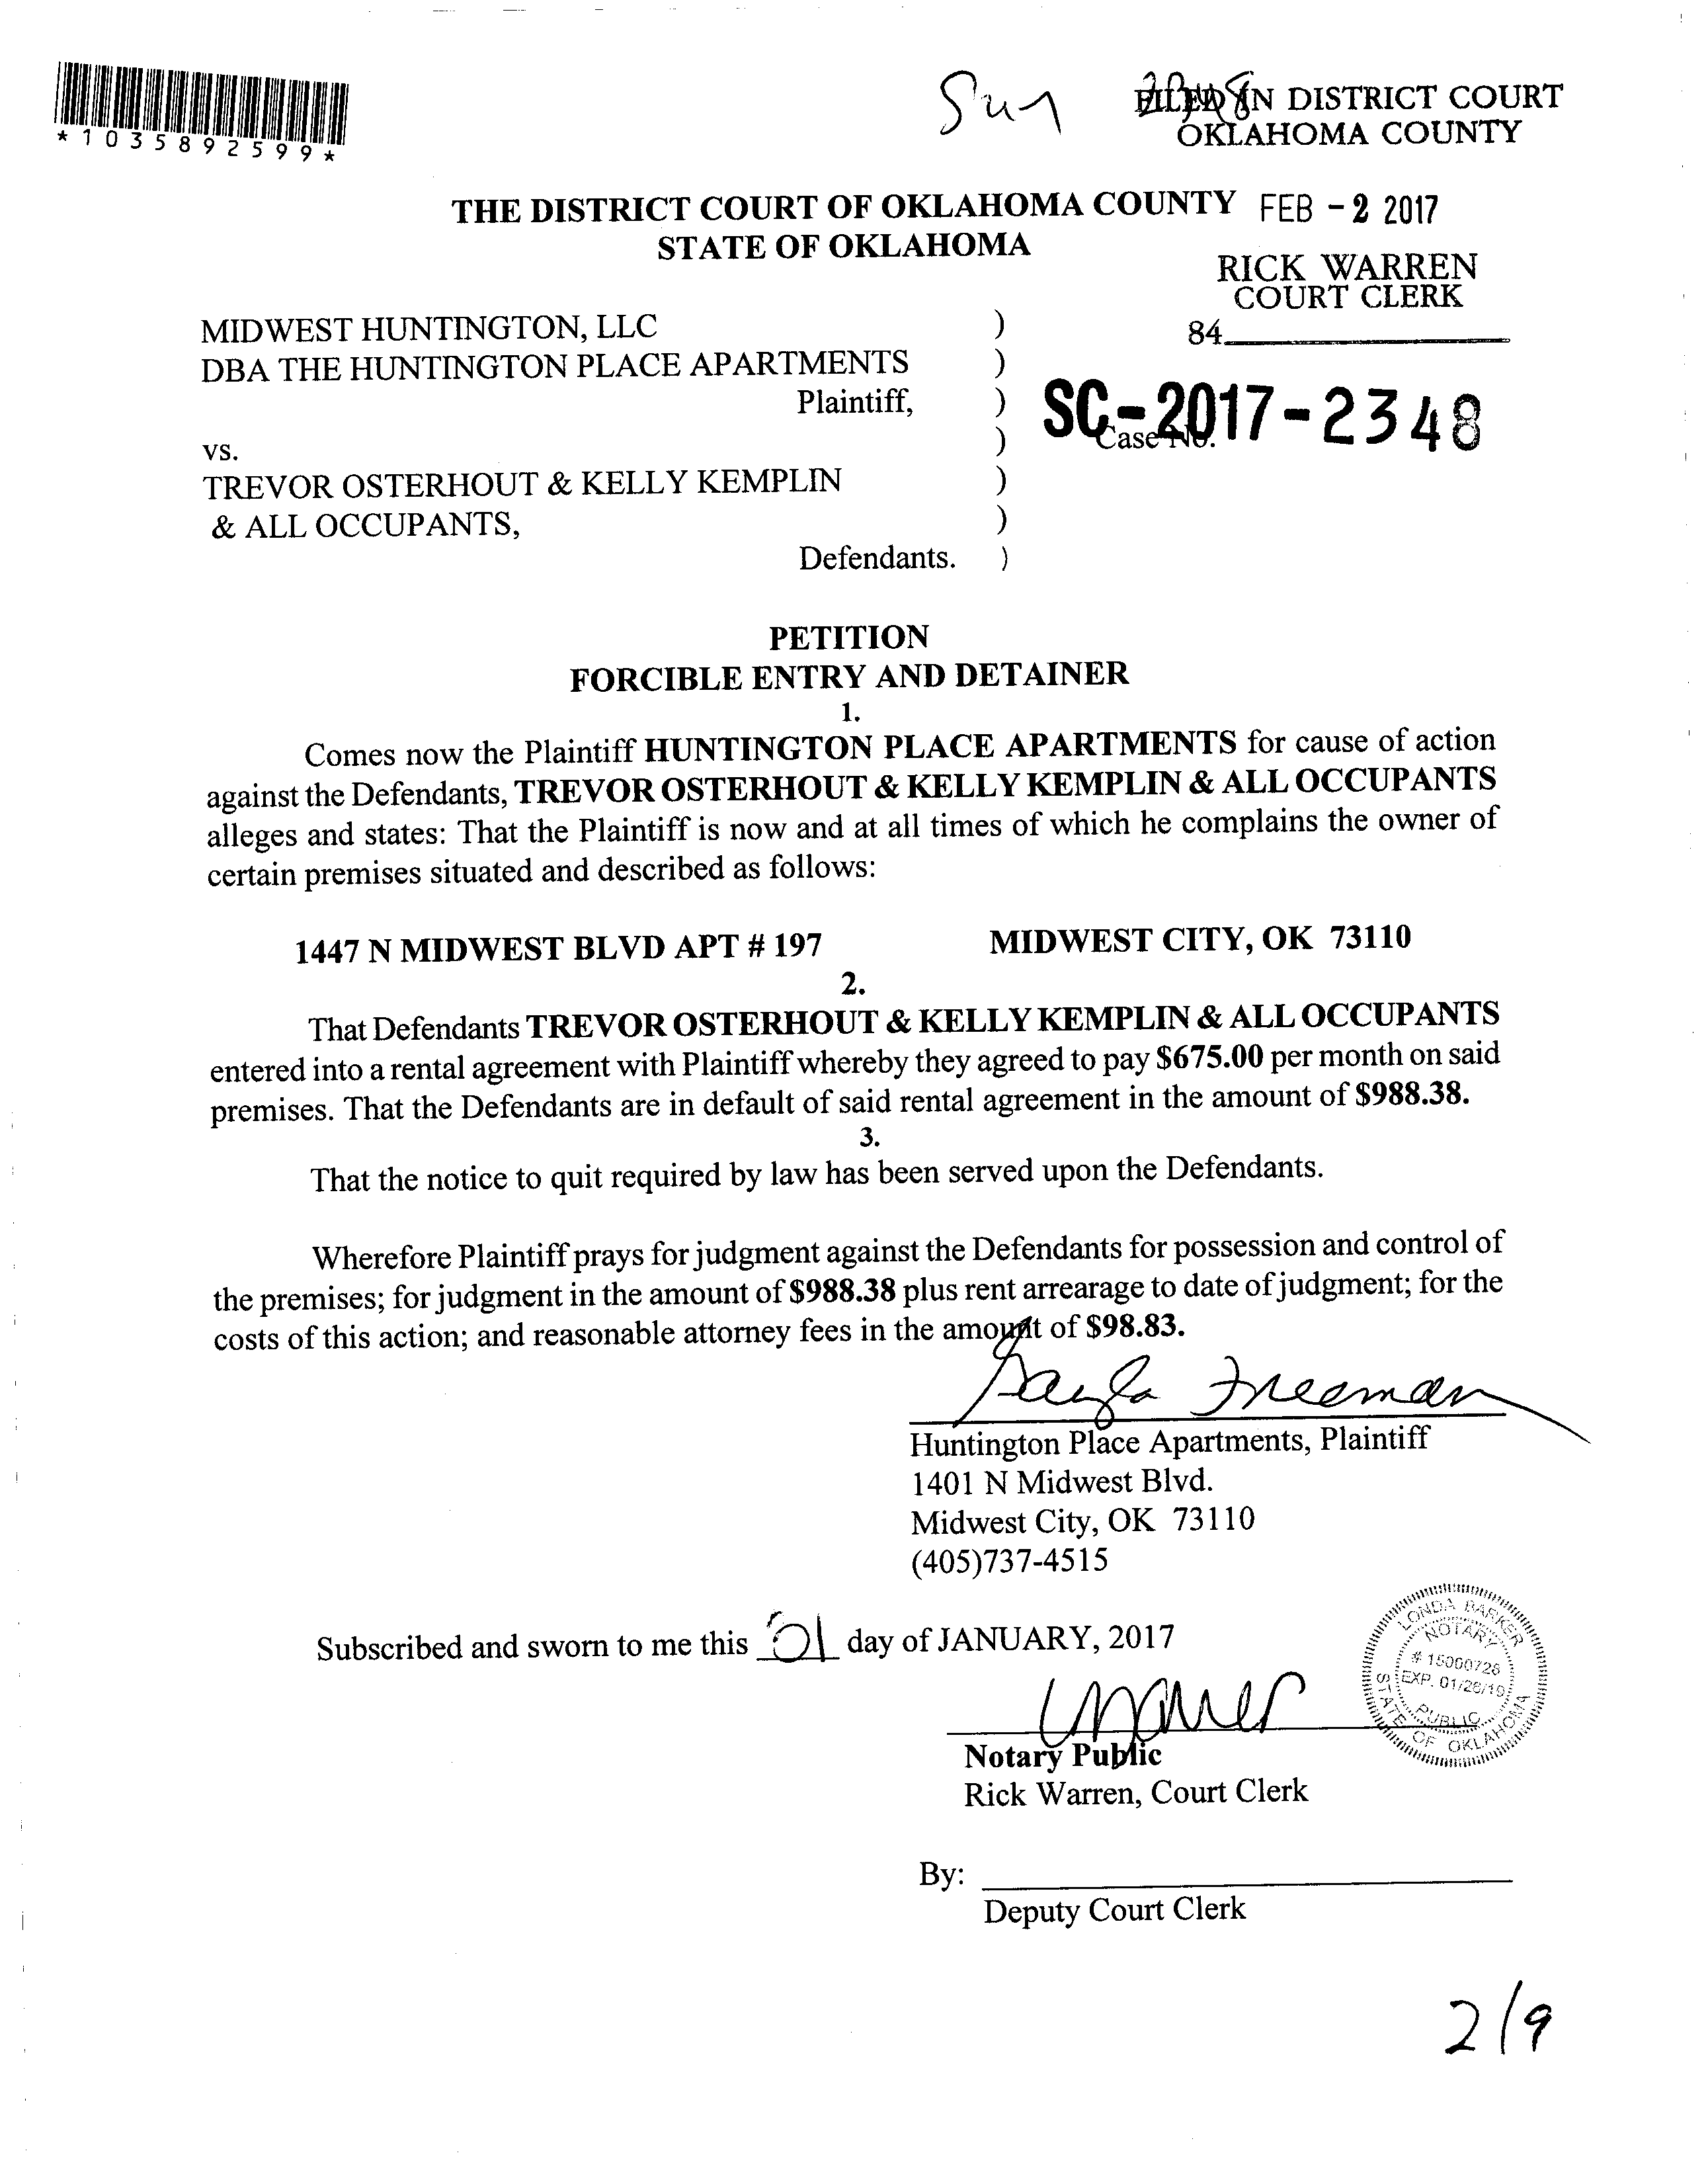 *1035892599*
Sun
FILED IN DISTRICT COURT
OKLAHOMA COUNTY
THE DISTRICT COURT OF OKLAHOMA COUNTY FEB - 2 2017
STATE OF OKLAHOMA
RICK WARREN
COURT CLERK
84
MIDWEST HUNTINGTON, LLC )
DBA THE HUNTINGTON PLACE APARTMENTS )
Plaintiff, )
SC-2017-2348
Case No.
)
vs.
TREVOR OSTERHOUT & KELLY KEMPLIN )
& ALL OCCUPANTS, )
Defendants. )
PETITION
FORCIBLE ENTRY AND DETAINER
1.
Comes now the Plaintiff HUNTINGTON PLACE APARTMENTS for cause of action
against the Defendants, TREVOR OSTERHOUT & KELLY KEMPLIN & ALL OCCUPANTS
alleges and states: That the Plaintiff is now and at all times of which he complains the owner of
certain premises situated and described as follows:
1447 N MIDWEST BLVD APT # 197 MIDWEST CITY, OK 73110
2.
That Defendants TREVOR OSTERHOUT & KELLY KEMPLIN & ALL OCCUPANTS
entered into a rental agreement with Plaintiff whereby they agreed to pay $675.00 per month on said
premises. That the Defendants are in default of said rental agreement in the amount of $988.38.
3.
That the notice to quit required by law has been served upon the Defendants.
Wherefore Plaintiff prays for judgment against the Defendants for possession and control of
the premises; for judgment in the amount of $988.38 plus rent arrearage to date of judgment; for the
costs of this action; and reasonable attorney fees in the amount of $98.83.
Freeman
Huntington Place Apartments, Plaintiff
1401 N Midwest Blvd.
Midwest City, OK 73110
(405)737-4515
Subscribed and sworn to me this 01 day of JANUARY, 2017
LONDA BARKER
NOTARY
# 15000726
EXP. 01/26/19
PUBLIC
STATE OF OKLAHOMA
Notary Public
Rick Warren, Court Clerk
By:
Deputy Court Clerk
2/9